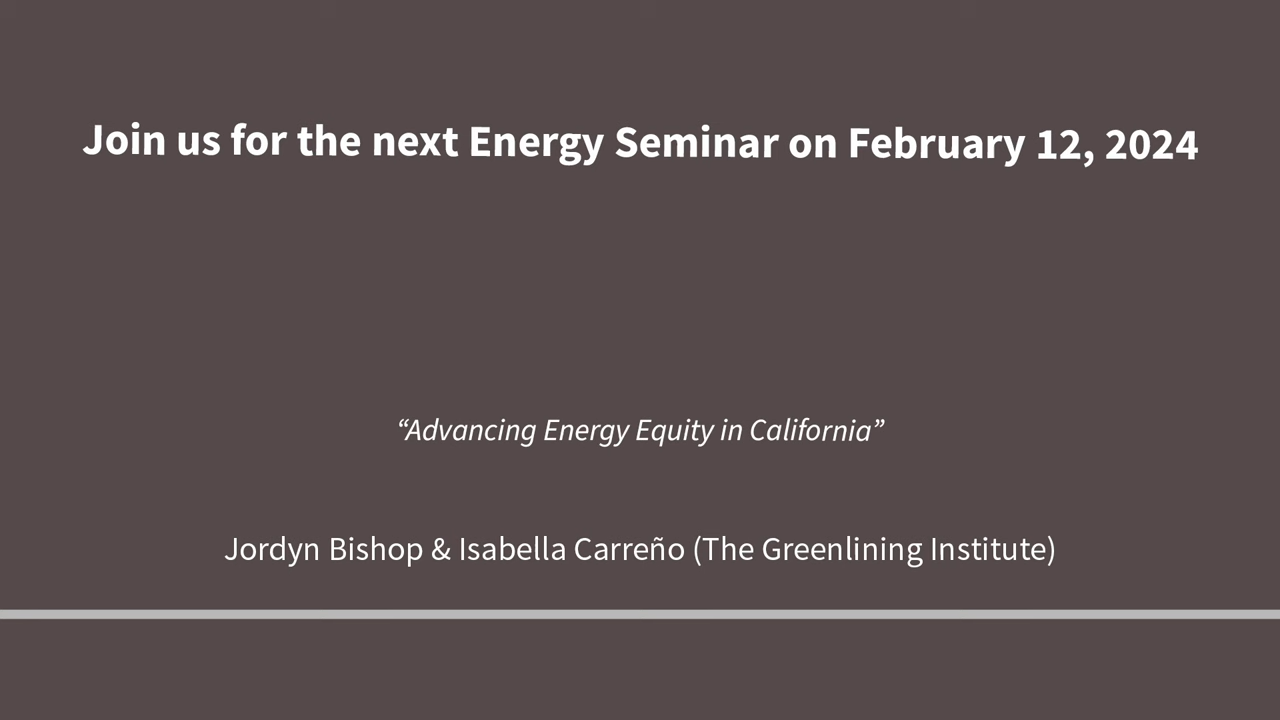 Join us for the next Energy Seminar on February 12, 2024
“Advancing Energy Equity in California”
Jordyn Bishop & Isabella Carreño (The Greenlining Institute)